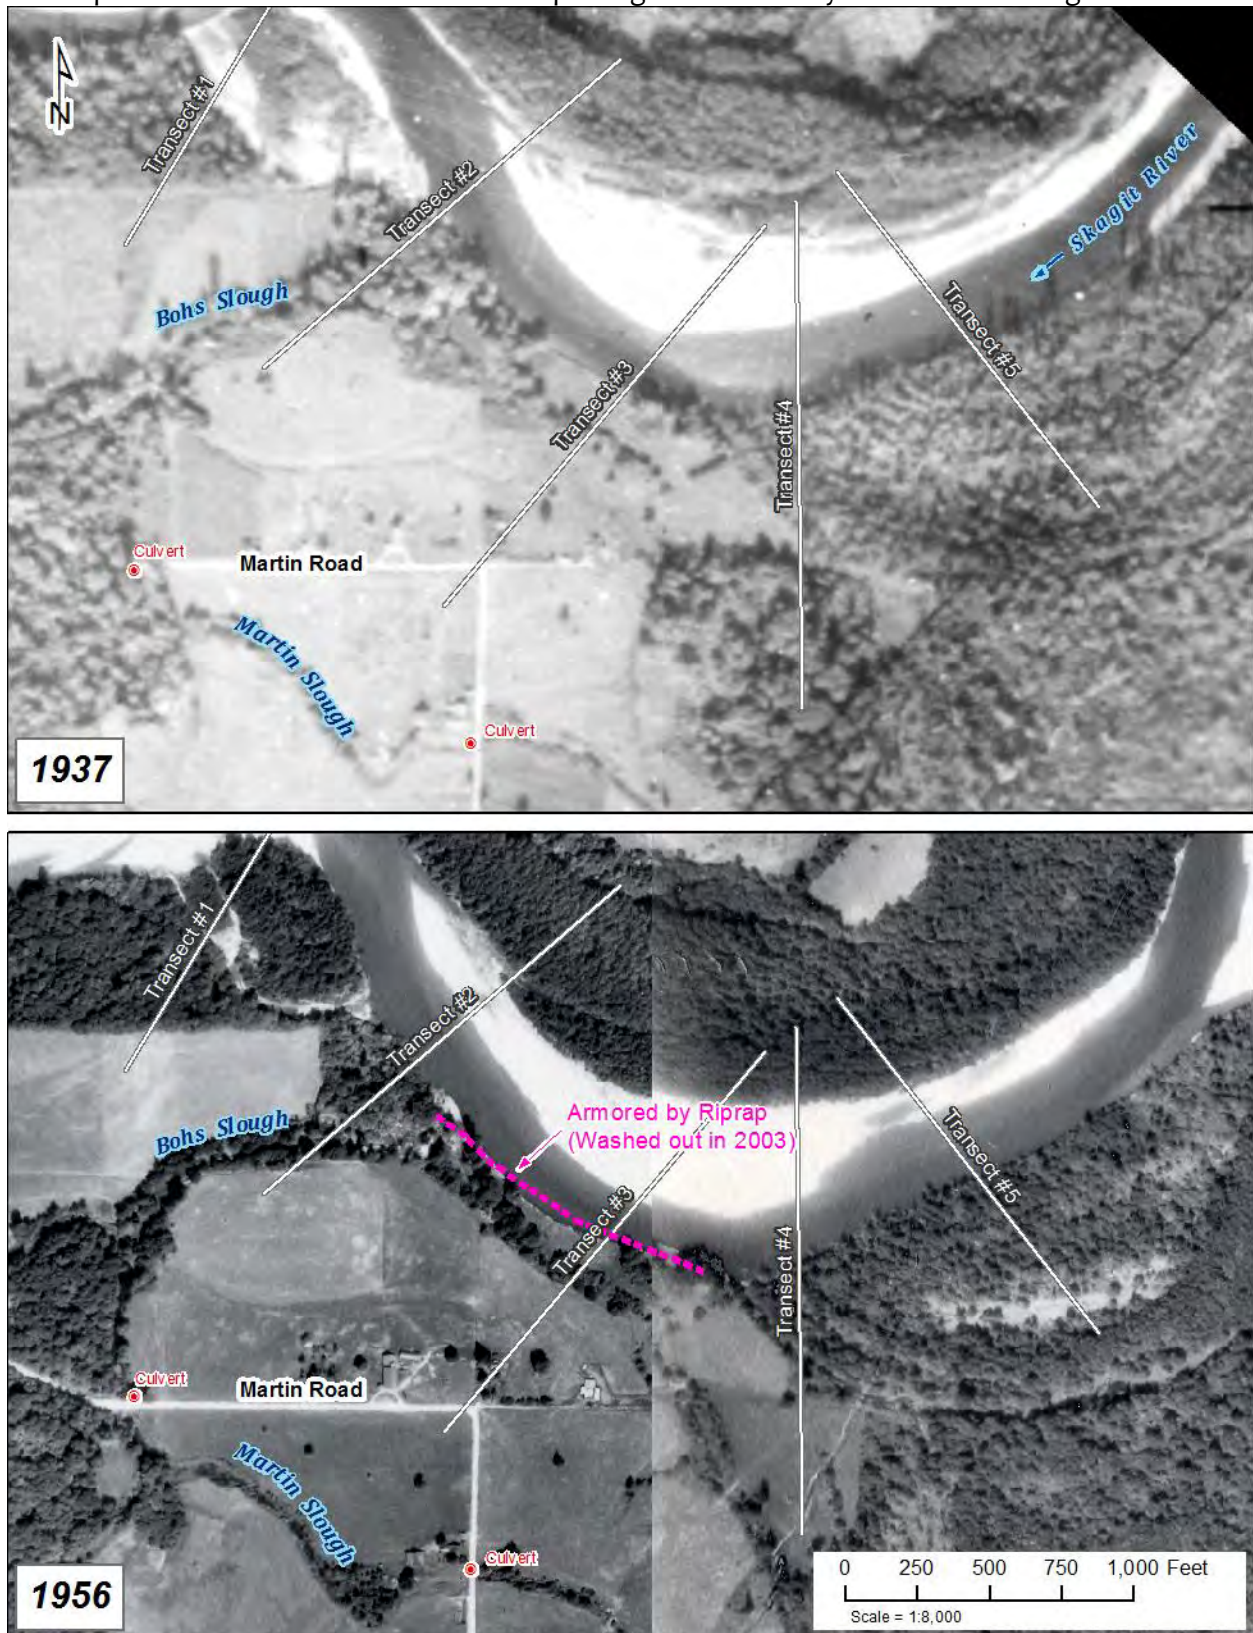 N
Transect #1
Transect #2
Skagit River
Bohs Slough
Transect #3
Transect #5
Transect #4
Culvert
Martin Road
Martin Slough
Culvert
1937
Transect #1
Transect #2
Armored by Riprap
(Washed out in 2003)
Bohs Slough
Transect #3
Transect #5
Transect #4
Culvert
Martin Road
Martin Slough
Culvert
0 250 500 750 1,000 Feet
Scale = 1:8,000
1956